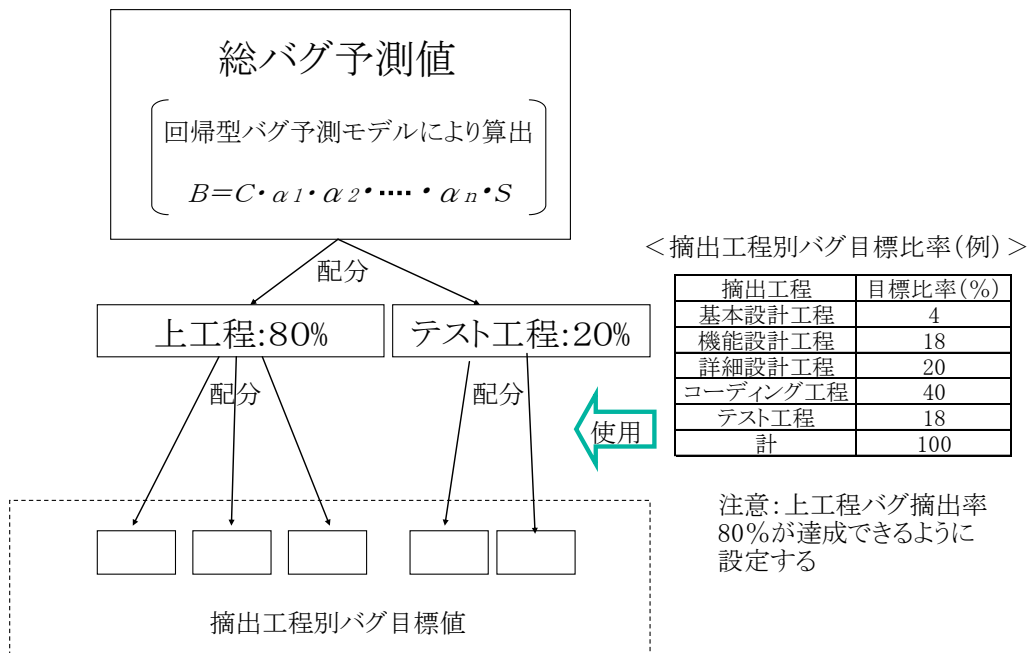 総バグ予測値
回帰型バグ予測モデルにより算出
B=C・α1・α2・····・αn・S
配分
上工程:80%
テスト工程:20%
配分
配分
使用
摘出工程別バグ目標値
<摘出工程別バグ目標比率(例)>
摘出工程 目標比率(%)
基本設計工程 4
機能設計工程 18
詳細設計工程 20
コーディング工程 40
テスト工程 18
計 100
注意:上工程バグ摘出率
80%が達成できるように
設定する